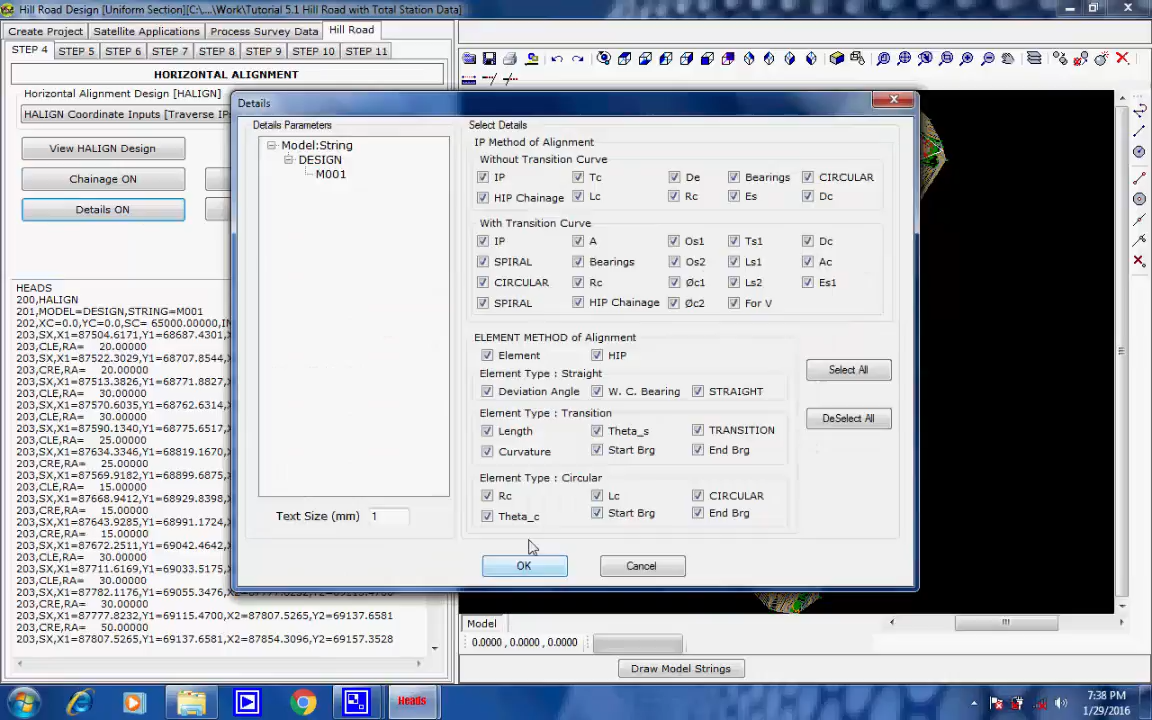 Hill Road Design [Uniform Section][C:\....\Work\Tutorial 5.1 Hill Road with Total Station Data]
Create Project
Satellite Applications
Process Survey Data
Hill Road
STEP 4
STEP 5
STEP 6
STEP 7
STEP 8
STEP 9
STEP 10
STEP 11
HORIZONTAL ALIGNMENT
Horizontal Alignment Design [HALIGN]
HALIGN Coordinate Inputs [Traverse IPs
View HALIGN Design
Chainage ON
Details ON
HEADS
200,HALIGN
201,MODEL=DESIGN,STRING=M001
202,XC=0.0,YC=0.0,SC= 65000.00000,IN
203,SX,X1=87504.6171,Y1=68687.4301,X
203,CLE,RA= 20.00000
203,SX,X1=87522.3029,Y1=68707.8544,X
203,CRE,RA= 20.00000
203,SX,X1=87513.3826,Y1=68771.8827,X
203,CLE,RA= 30.00000
203,SX,X1=87570.6035,Y1=68762.6314,X
203,CRE,RA= 30.00000
203,SX,X1=87590.1340,Y1=68775.6517,X
203,CLE,RA= 25.00000
203,SX,X1=87634.3446,Y1=68819.1670,X
203,CRE,RA= 25.00000
203,SX,X1=87569.9182,Y1=68899.6875,X
203,CRE,RA= 15.00000
203,SX,X1=87668.9412,Y1=68929.8398,X
203,CRE,RA= 15.00000
203,SX,X1=87643.9285,Y1=68991.1724,X
203,CRE,RA= 15.00000
203,SX,X1=87672.2511,Y1=69042.4642,X
203,CLE,RA= 30.00000
203,SX,X1=87711.6169,Y1=69033.5175,X
203,CLE,RA= 30.00000
203,SX,X1=87782.1176,Y1=69055.3476,X
203,CRE,RA= 30.00000
203,SX,X1=87777.8232,Y1=69115.4700,X2=87807.5265,Y2=69137.6581
203,CRE,RA= 50.00000
203,SX,X1=87807.5265,Y1=69137.6581,X2=87854.3096,Y2=69157.3528
Details
Details Parameters
Model:String
DESIGN
M001
Text Size (mm) 1
Select Details
IP Method of Alignment
Without Transition Curve
IP Tc De Bearings CIRCULAR
HIP Chainage Lc Rc Es Dc
With Transition Curve
IP A Os1 Ts1 Dc
SPIRAL Bearings Os2 Ls1 Ac
CIRCULAR Rc Øc1 Ls2 Es1
SPIRAL HIP Chainage Øc2 For V
ELEMENT METHOD of Alignment
Element HIP
Element Type : Straight
Deviation Angle W. C. Bearing STRAIGHT
Element Type : Transition
Length Theta_s TRANSITION
Curvature Start Brg End Brg
Element Type : Circular
Rc Lc CIRCULAR
Theta_c Start Brg End Brg
Select All
DeSelect All
OK
Cancel
Model
0.0000 , 0.0000 , 0.0000
Draw Model Strings
Heads
7:38 PM
1/29/2016